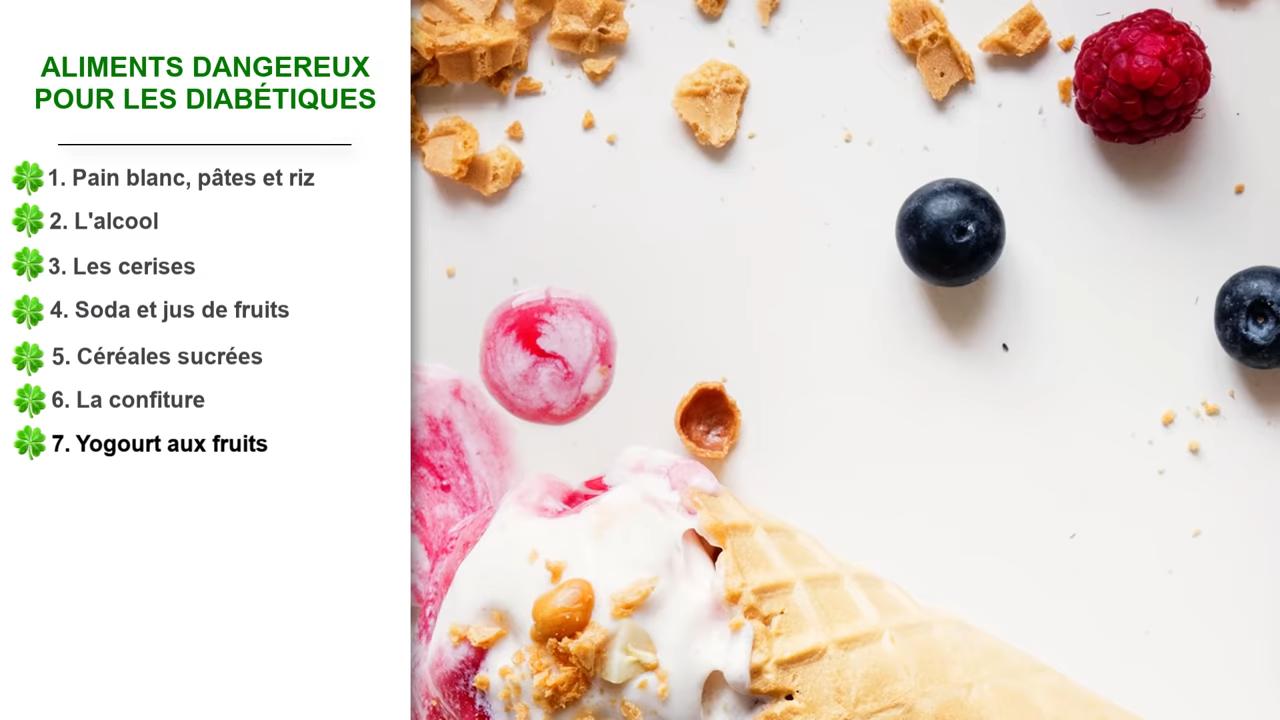 ALIMENTS DANGEREUX
POUR LES DIABÉTIQUES
1. Pain blanc, pâtes et riz
2. L'alcool
3. Les cerises
4. Soda et jus de fruits
5. Céréales sucrées
6. La confiture
7. Yogourt aux fruits